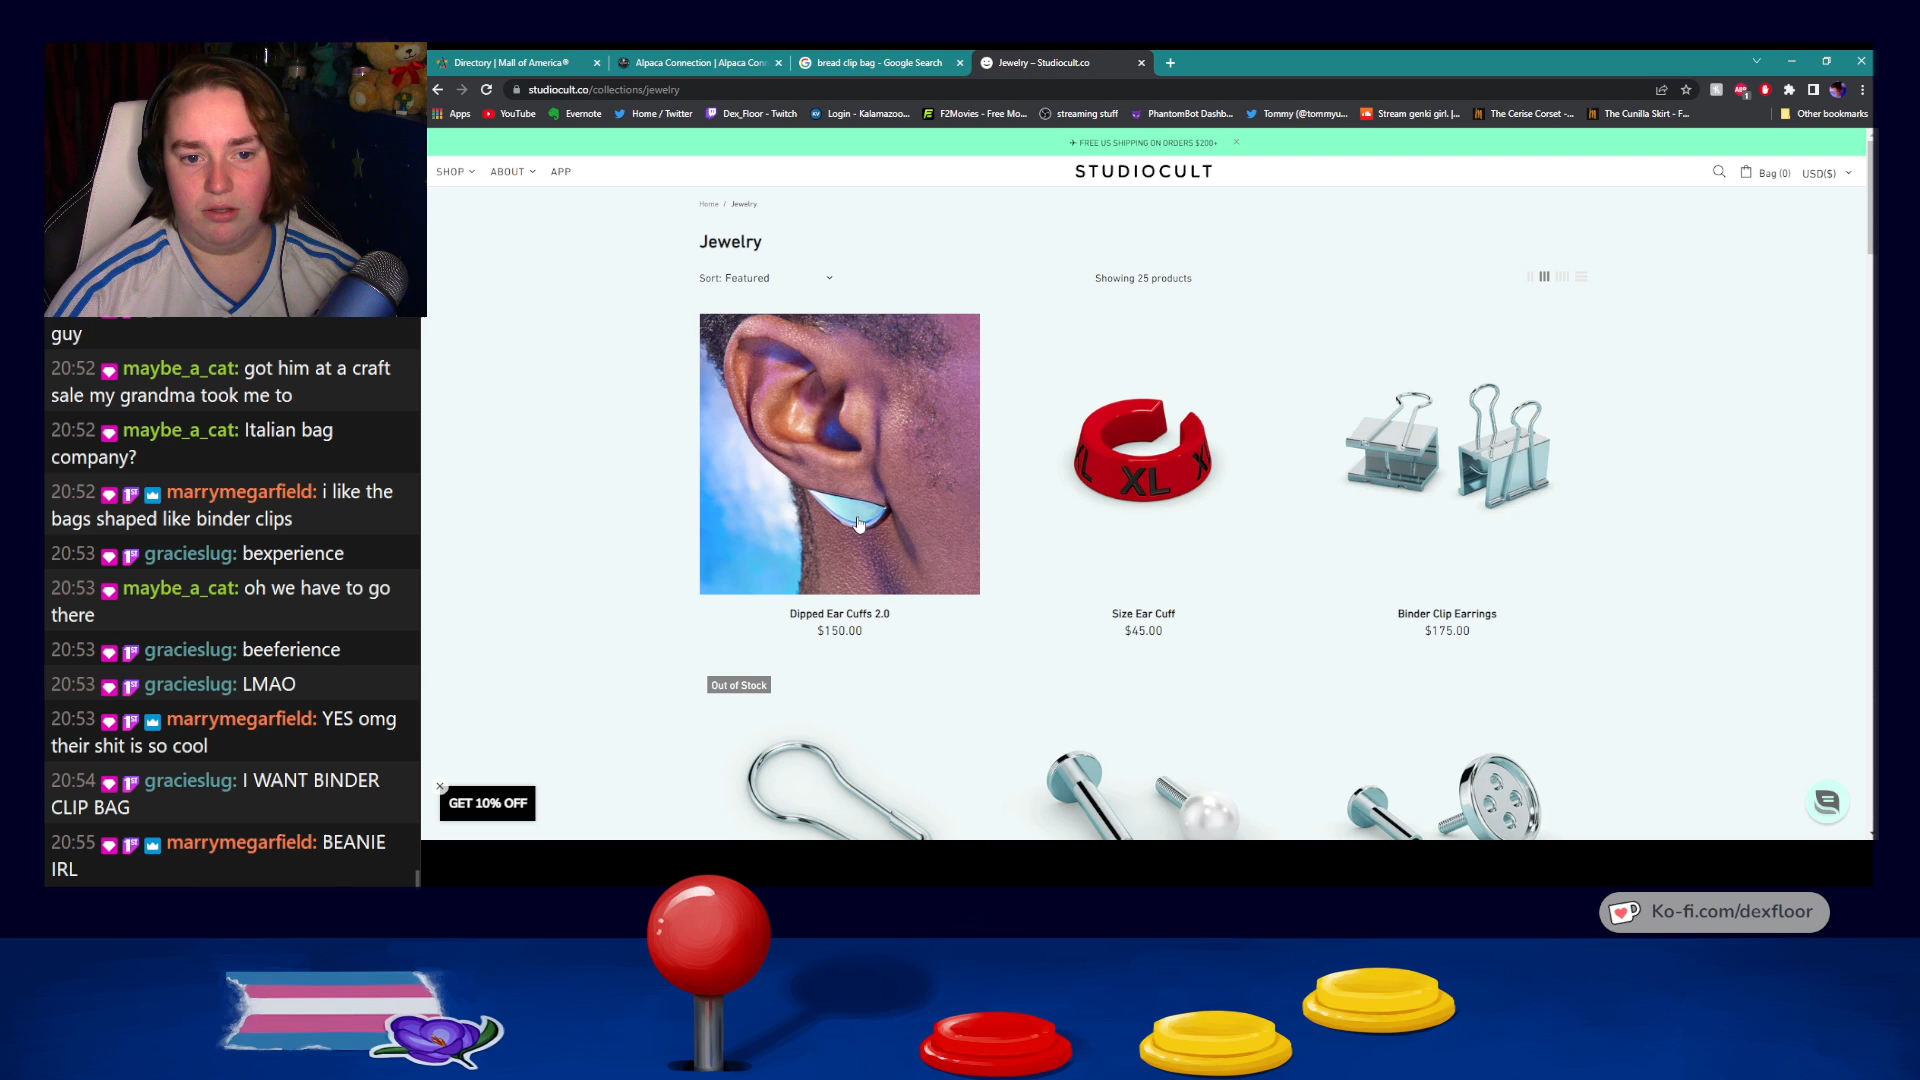 Directory | Mall of America®
Alpaca Connection | Alpaca Conn
bread clip bag - Google Search
Jewelry – Studiocult.co
studiocult.co/collections/jewelry
Apps
YouTube
Evernote
Home / Twitter
Dex_Floor - Twitch
Login - Kalamazoo...
F2Movies - Free Mo...
streaming stuff
PhantomBot Dashb...
Tommy (@tommyu...
Stream genki girl. |...
The Cerise Corset -...
The Cunilla Skirt - F...
Other bookmarks
✈ FREE US SHIPPING ON ORDERS $200+
SHOP
ABOUT
APP
STUDIOCULT
Bag (0)
USD($)
Home / Jewelry
Jewelry
Sort: Featured
Showing 25 products
XL
Dipped Ear Cuffs 2.0
$150.00
Size Ear Cuff
$45.00
Binder Clip Earrings
$175.00
Out of Stock
GET 10% OFF
guy
20:52 maybe_a_cat: got him at a craft
sale my grandma took me to
20:52 maybe_a_cat: Italian bag
company?
20:52 marrymegarfield: i like the
bags shaped like binder clips
20:53 gracieslug: bexperience
20:53 maybe_a_cat: oh we have to go
there
20:53 gracieslug: beeferience
20:53 gracieslug: LMAO
20:53 marrymegarfield: YES omg
their shit is so cool
20:54 gracieslug: I WANT BINDER
CLIP BAG
20:55 marrymegarfield: BEANIE
IRL
Ko-fi.com/dexfloor